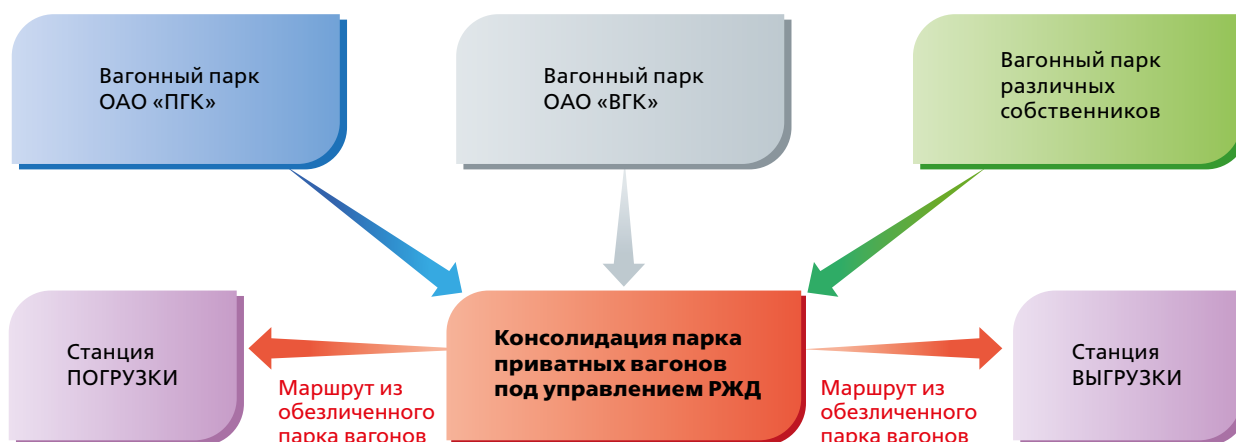 Вагонный парк
ОАО «ПГК»
Вагонный парк
ОАО «ВГК»
Вагонный парк
различных
собственников
Станция
ПОГРУЗКИ
Маршрут из
обезличенного
парка вагонов
Консолидация парка
приватных вагонов
под управлением РЖД
Маршрут из
обезличенного
парка вагонов
Станция
ВЫГРУЗКИ